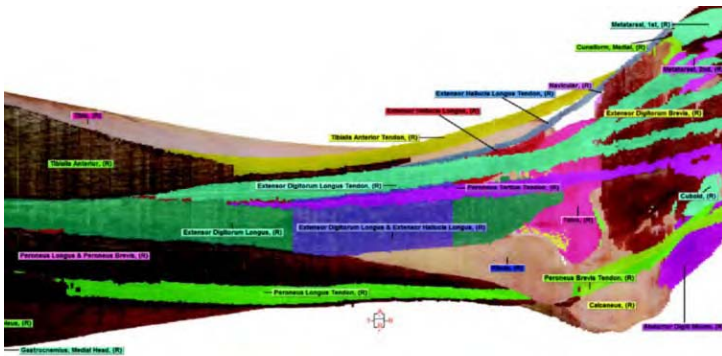 Metatarsal, 1st, (R)
Cuneiform, Medial, (R)
Metatarsal, 2nd, (R)
Navicular, (R)
Extensor Hallucis Longus Tendon, (R)
Extensor Hallucis Longus, (R)
Extensor Digitorum Brevis, (R)
Tibia, (R)
Tibialis Anterior Tendon, (R)
Tibialis Anterior, (R)
Extensor Digitorum Longus Tendon, (R)
Peroneus Tertius Tendon, (R)
Cuboid, (R)
Talus, (R)
Extensor Digitorum Longus, (R)
Extensor Digitorum Longus & Extensor Hallucis Longus, (R)
Peroneus Longus & Peroneus Brevis, (R)
Fibula, (R)
Peroneus Brevis Tendon, (R)
Peroneus Longus Tendon, (R)
Calcaneus, (R)
Abductor Digiti Minimi, (R)
Gastrocnemius, Medial Head, (R)